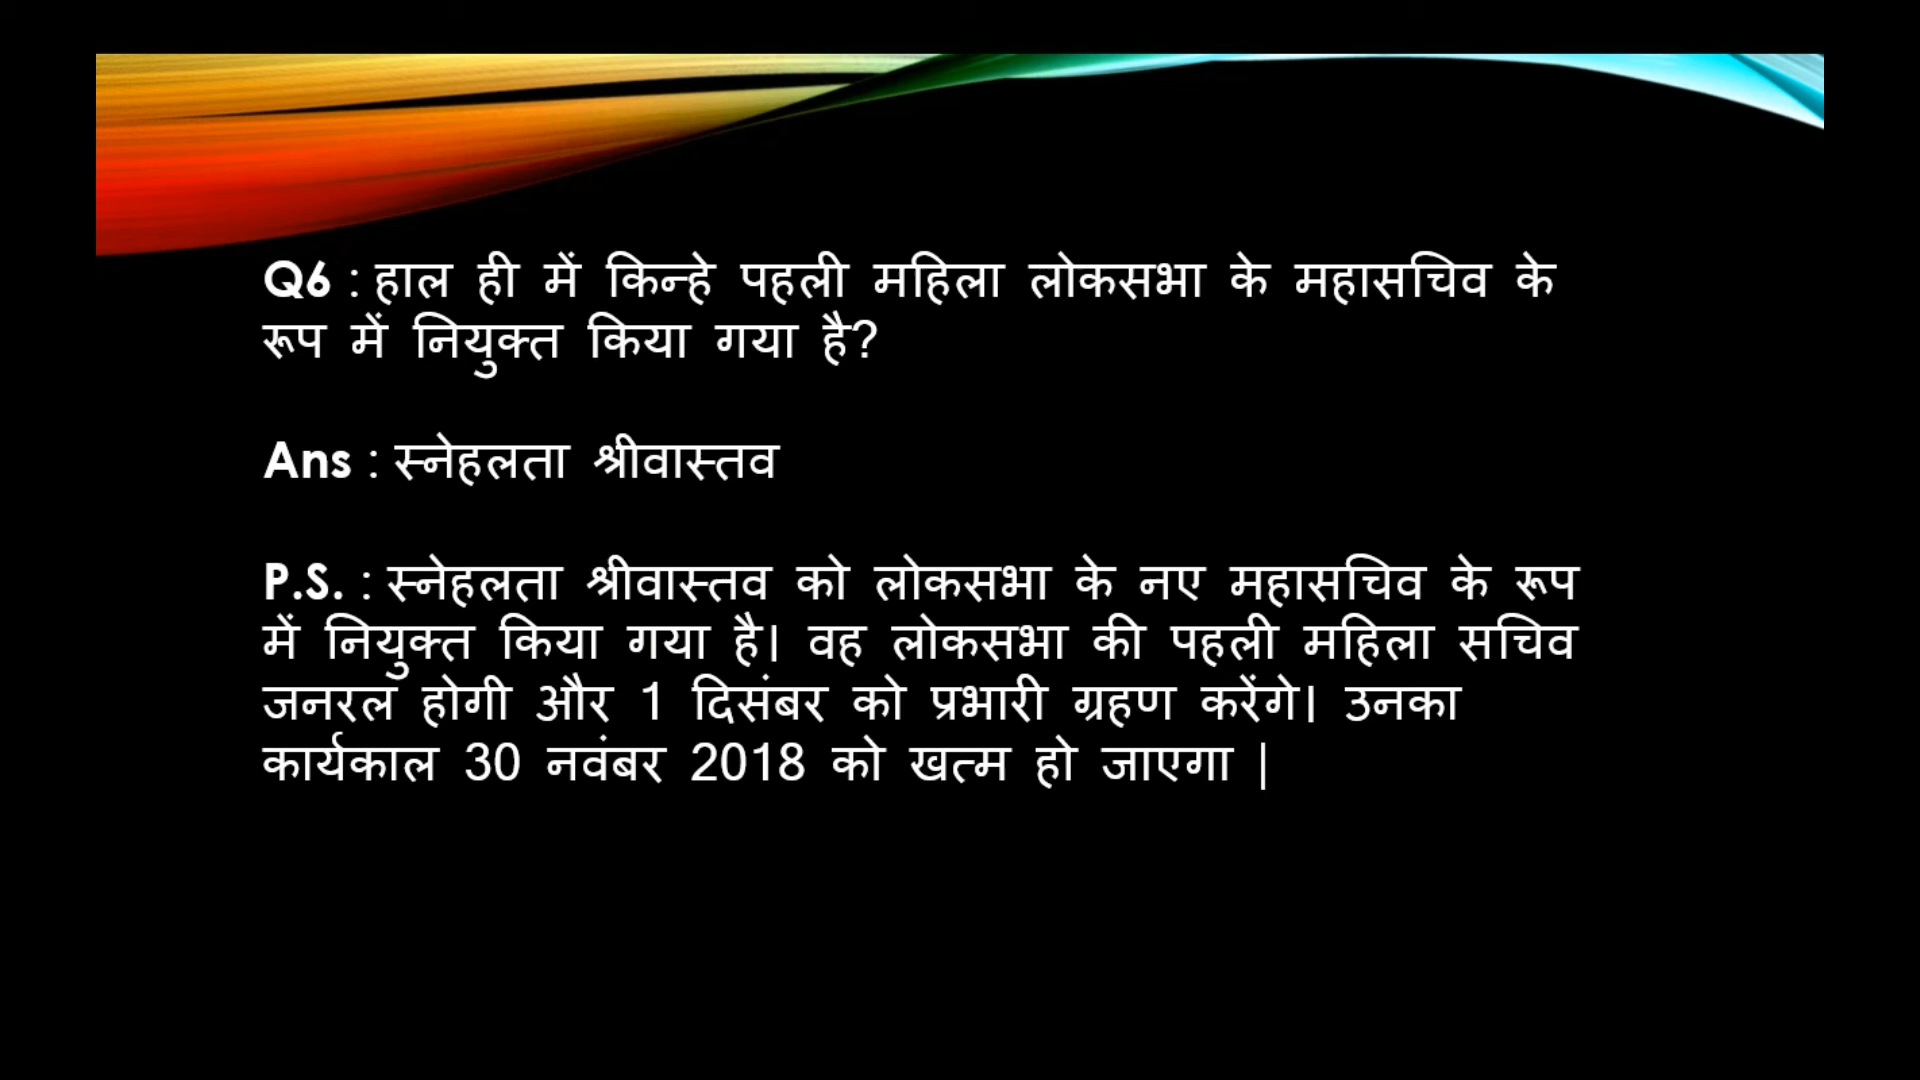 Q6 : हाल ही में किन्हे पहली महिला लोकसभा के महासचिव के
रूप में नियुक्त किया गया है?
Ans : स्नेहलता श्रीवास्तव
P.S. : स्नेहलता श्रीवास्तव को लोकसभा के नए महासचिव के रूप
में नियुक्त किया गया है। वह लोकसभा की पहली महिला सचिव
जनरल होगी और 1 दिसंबर को प्रभारी ग्रहण करेंगे। उनका
कार्यकाल 30 नवंबर 2018 को खत्म हो जाएगा |